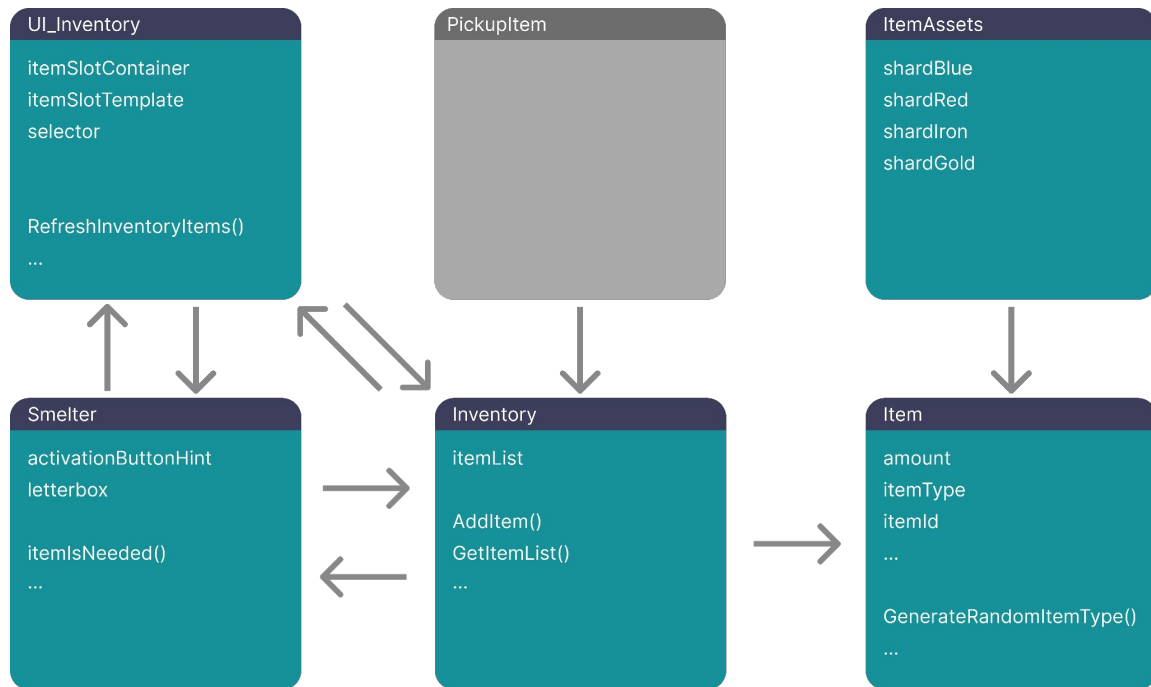 UI_Inventory
itemSlotContainer
itemSlotTemplate
selector
RefreshInventoryItems()
...
PickupItem
ItemAssets
shardBlue
shardRed
shardIron
shardGold
Smelter
activationButtonHint
letterbox
itemIsNeeded()
...
Inventory
itemList
AddItem()
GetItemList()
...
Item
amount
itemType
itemId
...
GenerateRandomItemType()
...